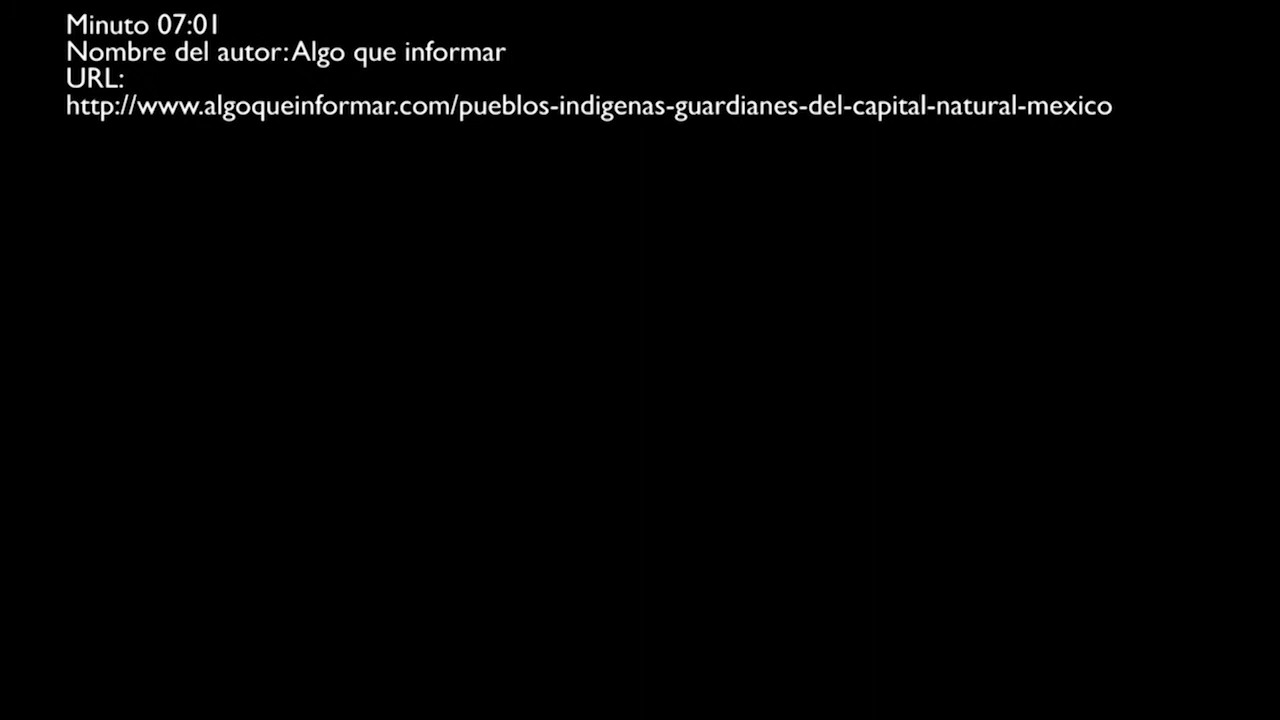 Minuto 07:01
Nombre del autor: Algo que informar
URL:
http://www.algoqueinformar.com/pueblos-indigenas-guardianes-del-capital-natural-mexico